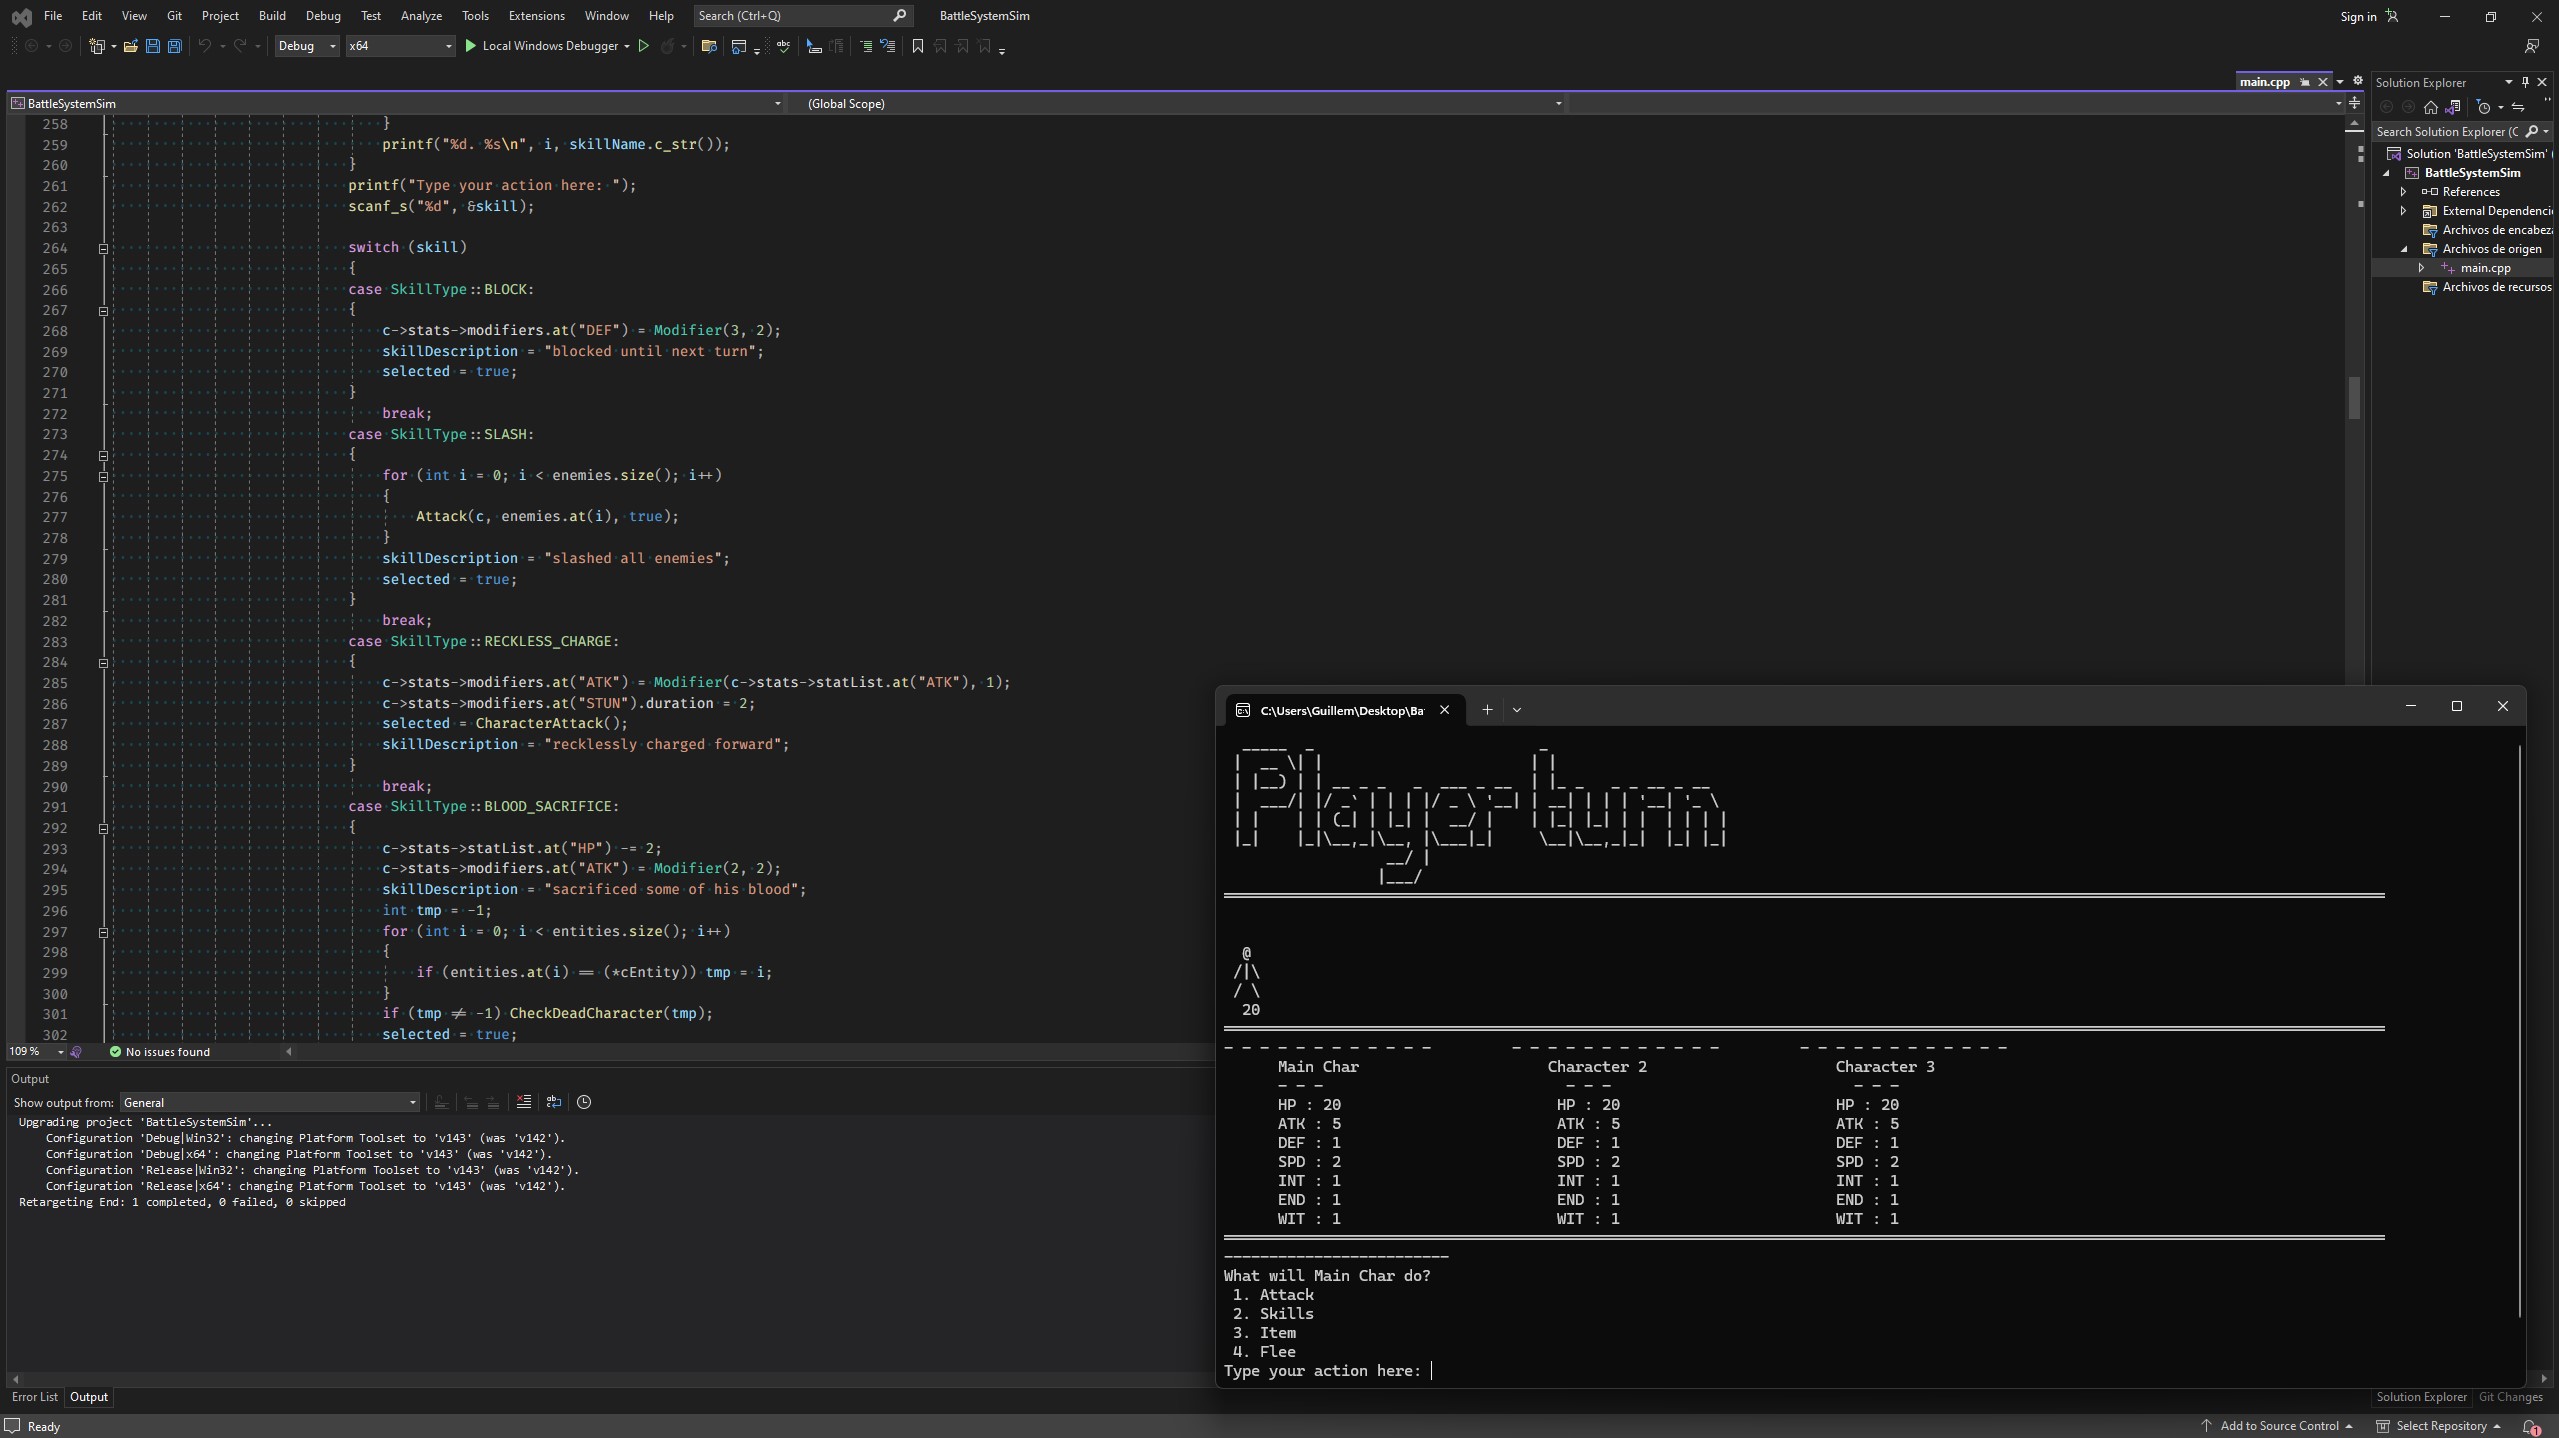 File Edit View Git Project Build Debug Test Analyze Tools Extensions Window Help Search (Ctrl+Q) BattleSystemSim Sign in
Debug x64 Local Windows Debugger
main.cpp
BattleSystemSim (Global Scope)
258 }
259 printf("%d. %s\n", i, skillName.c_str());
260 }
261 printf("Type your action here: ");
262 scanf_s("%d", &skill);
263
264 switch (skill)
265 {
266 case SkillType::BLOCK:
267 {
268 c->stats->modifiers.at("DEF") = Modifier(3, 2);
269 skillDescription = "blocked until next turn";
270 selected = true;
271 }
272 break;
273 case SkillType::SLASH:
274 {
275 for (int i = 0; i < enemies.size(); i++)
276 {
277 Attack(c, enemies.at(i), true);
278 }
279 skillDescription = "slashed all enemies";
280 selected = true;
281 }
282 break;
283 case SkillType::RECKLESS_CHARGE:
284 {
285 c->stats->modifiers.at("ATK") = Modifier(c->stats->statList.at("ATK"), 1);
286 c->stats->modifiers.at("STUN").duration = 2;
287 selected = CharacterAttack();
288 skillDescription = "recklessly charged forward";
289 }
290 break;
291 case SkillType::BLOOD_SACRIFICE:
292 {
293 c->stats->statList.at("HP") -= 2;
294 c->stats->modifiers.at("ATK") = Modifier(2, 2);
295 skillDescription = "sacrificed some of his blood";
296 int tmp = -1;
297 for (int i = 0; i < entities.size(); i++)
298 {
299 if (entities.at(i) == (*cEntity)) tmp = i;
300 }
301 if (tmp ≠ -1) CheckDeadCharacter(tmp);
302 selected = true;
109 % No issues found
Output
Show output from: General
Upgrading project 'BattleSystemSim'...
Configuration 'Debug|Win32': changing Platform Toolset to 'v143' (was 'v142').
Configuration 'Debug|x64': changing Platform Toolset to 'v143' (was 'v142').
Configuration 'Release|Win32': changing Platform Toolset to 'v143' (was 'v142').
Configuration 'Release|x64': changing Platform Toolset to 'v143' (was 'v142').
Retargeting End: 1 completed, 0 failed, 0 skipped
Error List Output
Ready
Solution Explorer
Search Solution Explorer (C
Solution 'BattleSystemSim' (
BattleSystemSim
References
External Dependenci
Archivos de encabeza
Archivos de origen
main.cpp
Archivos de recursos
C:\Users\Guillem\Desktop\Ba
Player turn
@
/|\
/ \
20
Main Char Character 2 Character 3
HP : 20 HP : 20 HP : 20
ATK : 5 ATK : 5 ATK : 5
DEF : 1 DEF : 1 DEF : 1
SPD : 2 SPD : 2 SPD : 2
INT : 1 INT : 1 INT : 1
END : 1 END : 1 END : 1
WIT : 1 WIT : 1 WIT : 1
What will Main Char do?
1. Attack
2. Skills
3. Item
4. Flee
Type your action here:
Solution Explorer Git Changes
Add to Source Control Select Repository 1